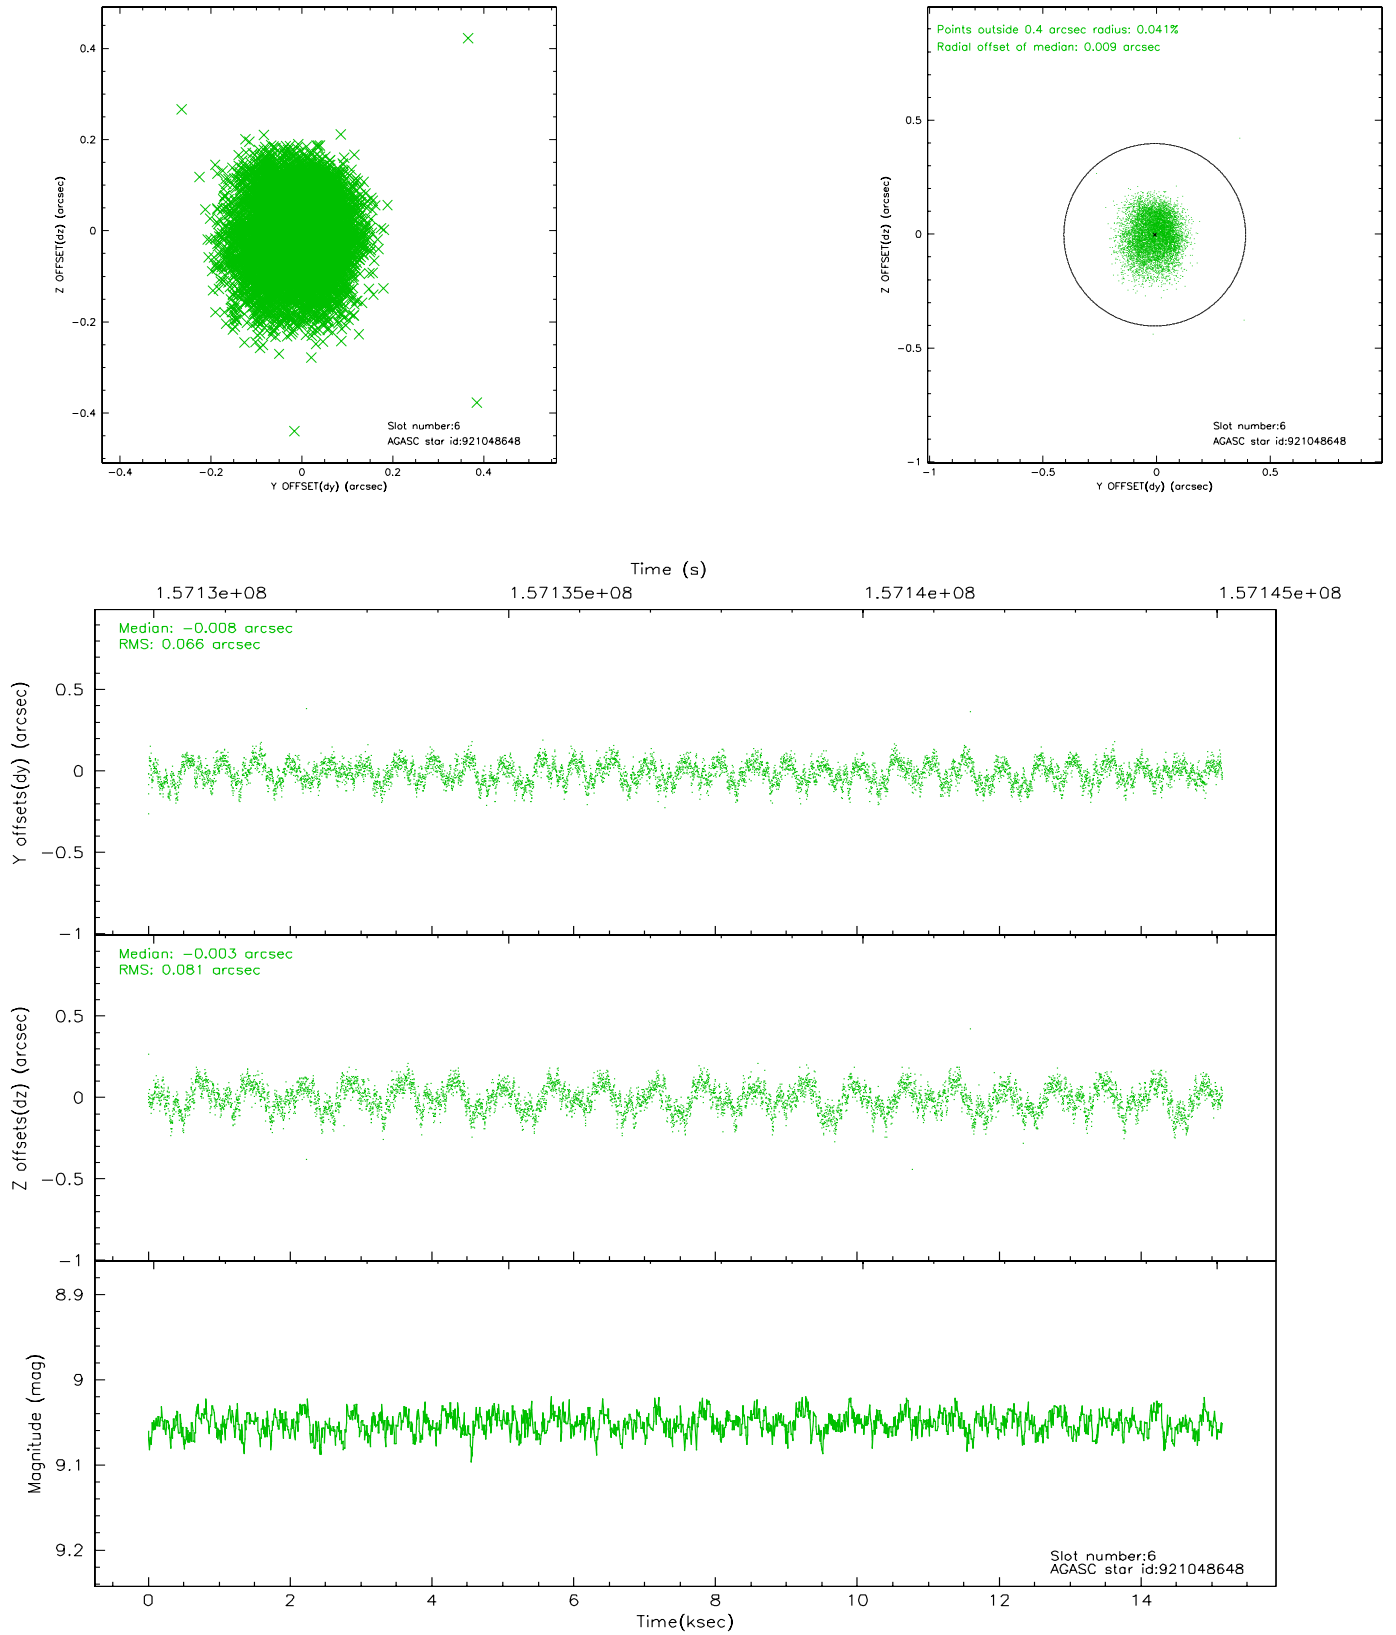 0.4
0.2
0
−0.2
−0.4
Z OFFSET(dz) (arcsec)
Slot number:6
AGASC star id:921048648
−0.4 −0.2 0 0.2 0.4
Y OFFSET(dy) (arcsec)
Points outside 0.4 arcsec radius: 0.041%
Radial offset of median: 0.009 arcsec
0.5
0
−0.5
−1
Z OFFSET(dz) (arcsec)
Slot number:6
AGASC star id:921048648
−1 −0.5 0 0.5
Y OFFSET(dy) (arcsec)
Time (s)
1.5713e+08 1.57135e+08 1.5714e+08 1.57145e+08
Median: −0.008 arcsec
RMS: 0.066 arcsec
0.5
0
−0.5
−1
Y offsets(dy) (arcsec)
Median: −0.003 arcsec
RMS: 0.081 arcsec
0.5
0
−0.5
−1
Z offsets(dz) (arcsec)
8.9
9
9.1
9.2
Magnitude (mag)
Slot number:6
AGASC star id:921048648
0 2 4 6 8 10 12 14
Time(ksec)